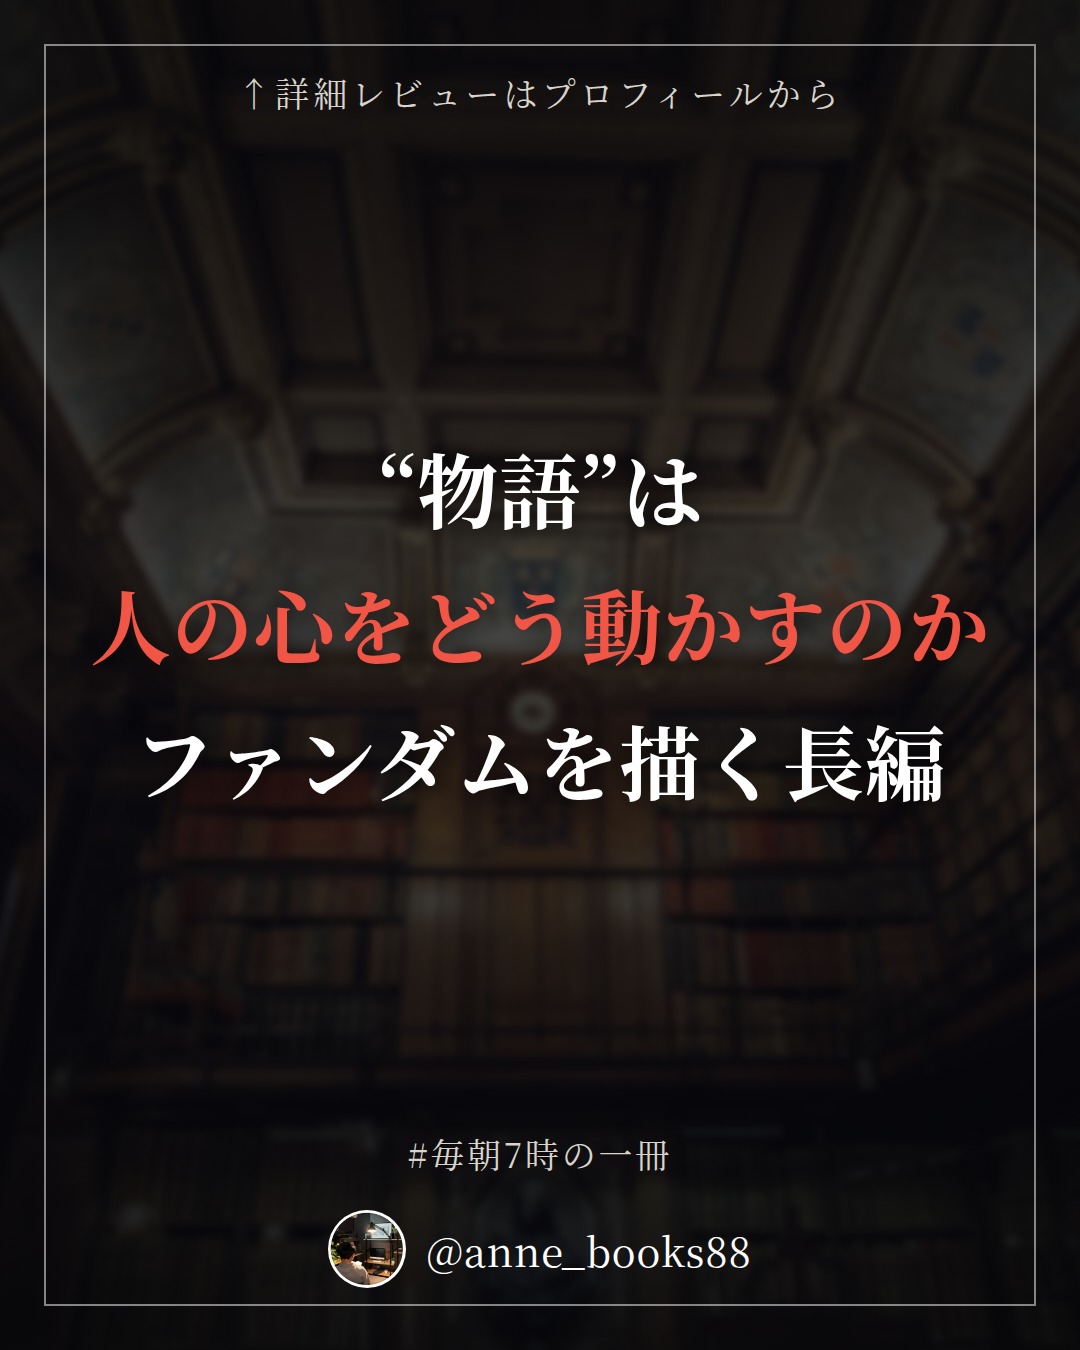 ↑詳細レビューはプロフィールから
“物語”は
人の心をどう動かすのか
ファンダムを描く長編
#毎朝7時の一冊
@anne_books88